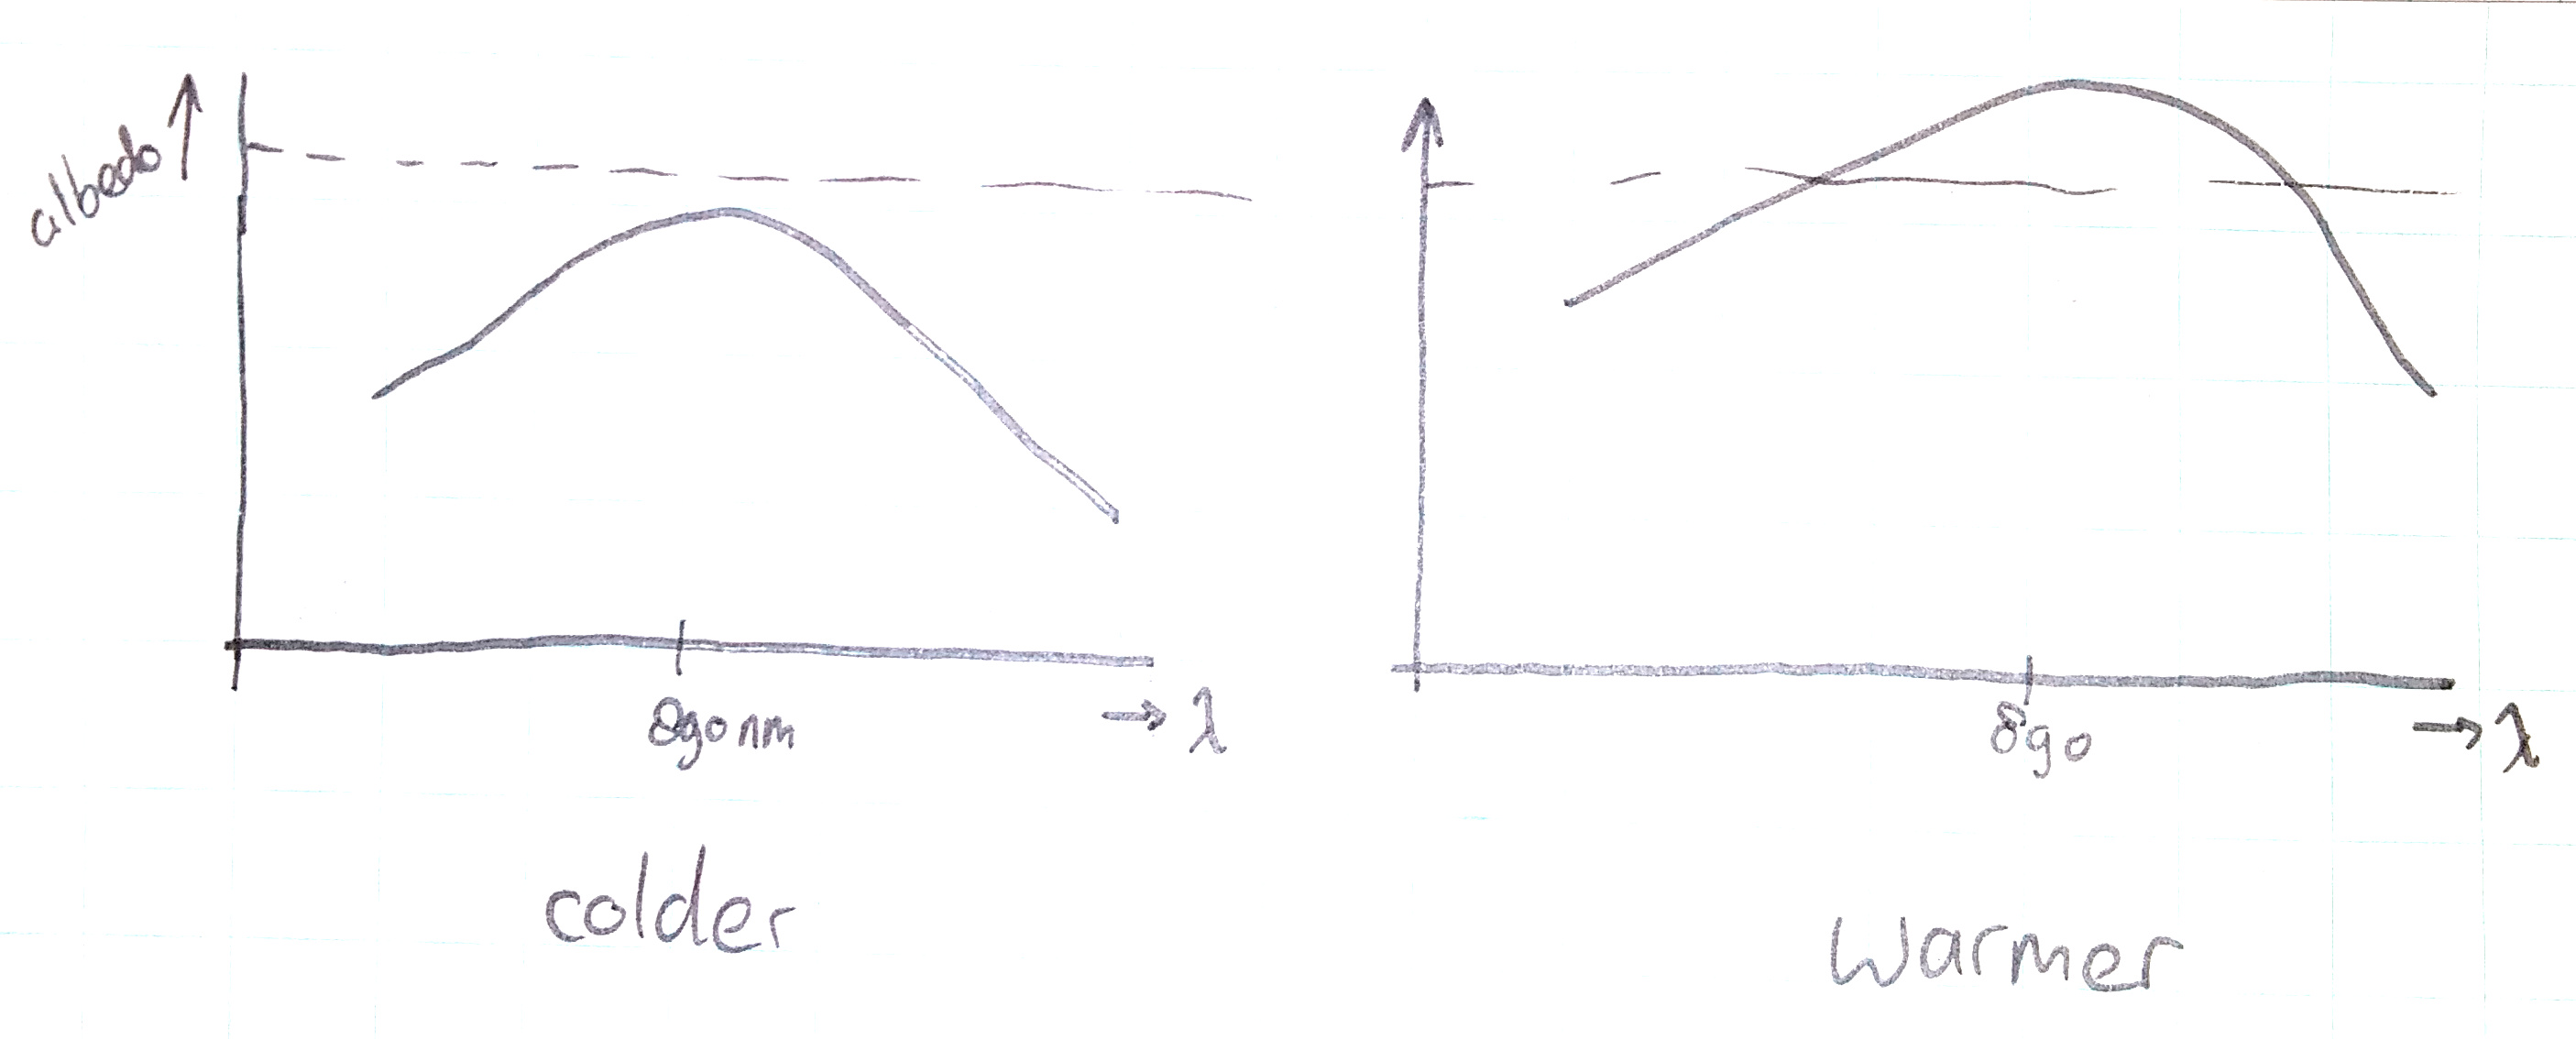 albedo ↑
890 nm
→ λ
colder
890
→ λ
Warmer